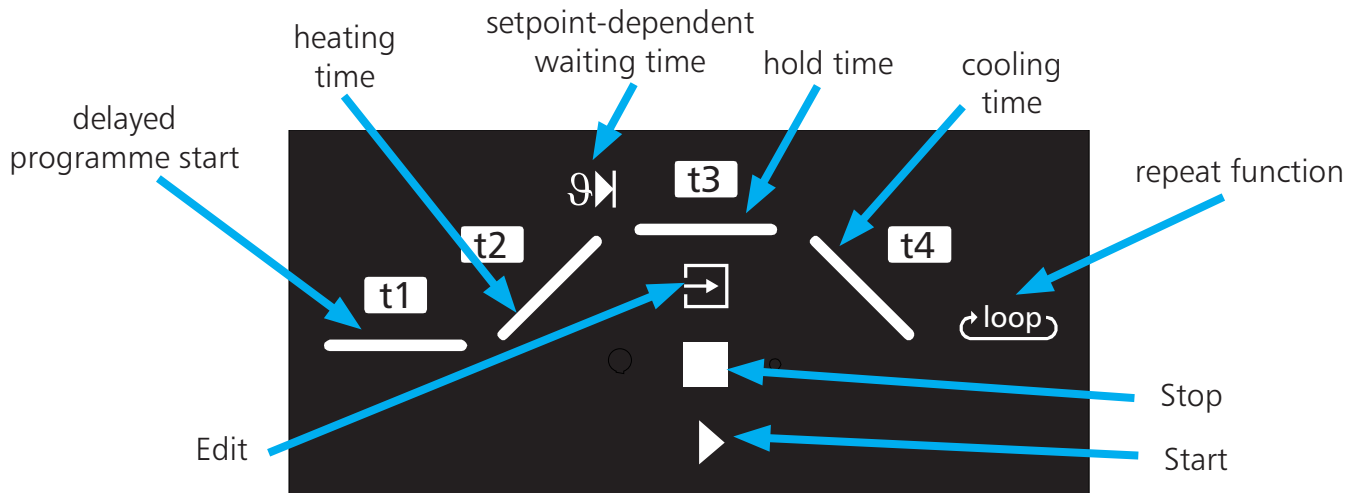 setpoint-dependent
waiting time
heating
time
hold time
cooling
time
delayed
programme start
repeat function
t3
t2
t4
t1
loop
Stop
Edit
Start